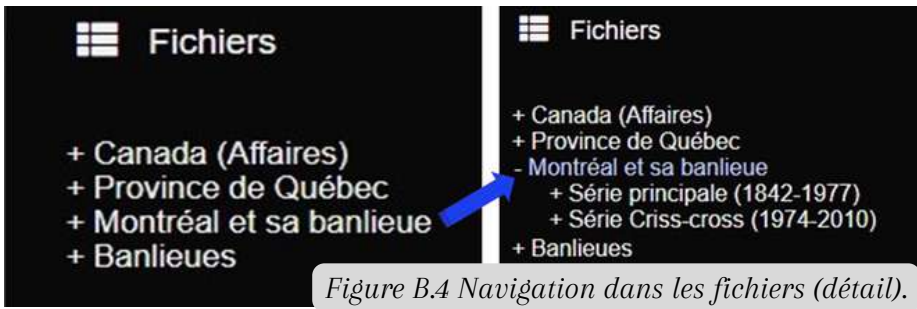 Fichiers
+ Canada (Affaires)
+ Province de Québec
+ Montréal et sa banlieue
+ Banlieues
Fichiers
+ Canada (Affaires)
+ Province de Québec
- Montréal et sa banlieue
+ Série principale (1842-1977)
+ Série Criss-cross (1974-2010)
+ Banlieues
Figure B.4 Navigation dans les fichiers (détail).